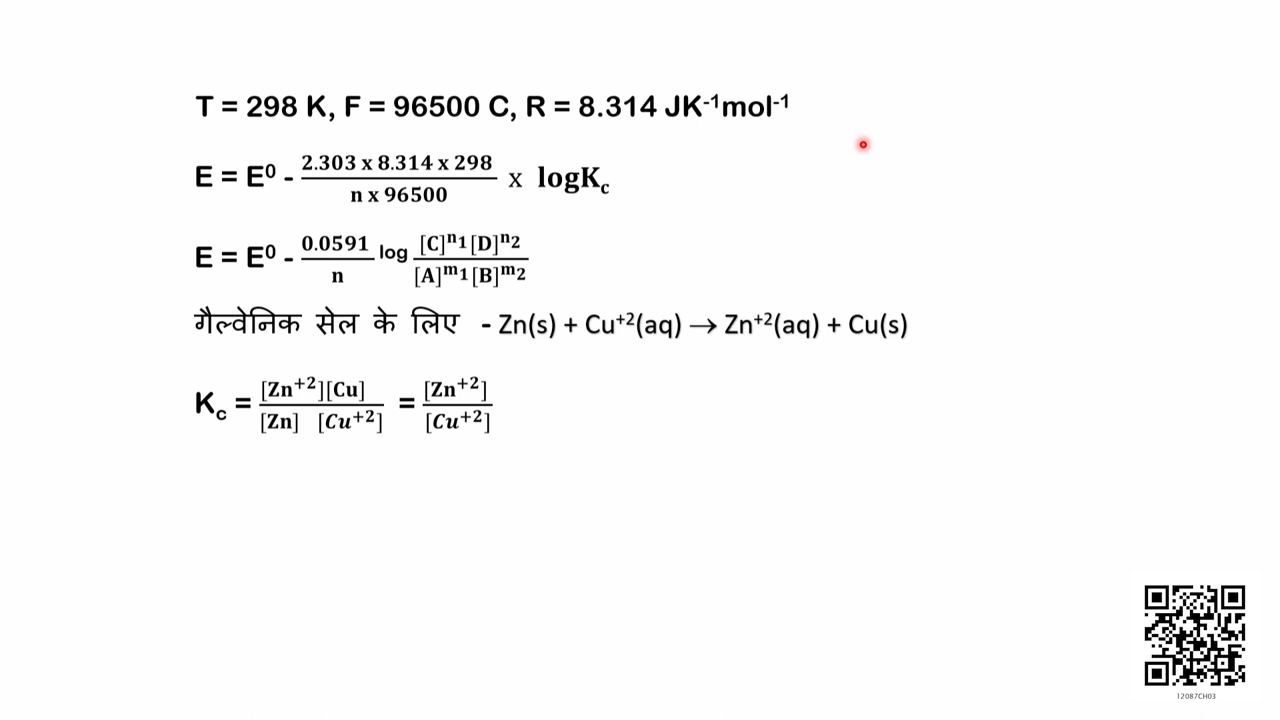 T = 298 K, F = 96500 C, R = 8.314 JK⁻¹mol⁻¹
E = E⁰ - (2.303 x 8.314 x 298)/(n x 96500) x logK_c
E = E⁰ - (0.0591)/(n) log ([C]ⁿ¹[D]ⁿ²)/([A]ᵐ¹[B]ᵐ²)
गैल्वेनिक सेल के लिए - Zn(s) + Cu⁺²(aq) → Zn⁺²(aq) + Cu(s)
K_c = ([Zn⁺²][Cu])/([Zn] [Cu⁺²]) = ([Zn⁺²])/([Cu⁺²])
12087CH03